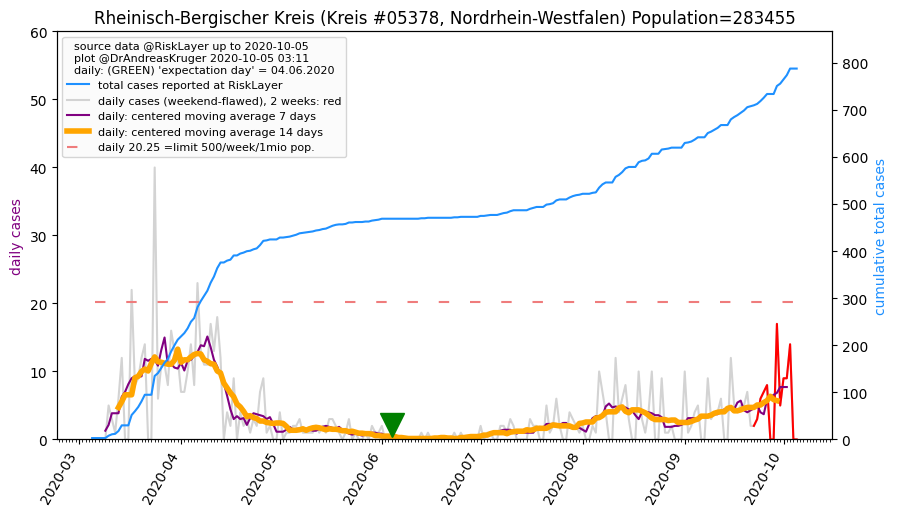 Rheinisch-Bergischer Kreis (Kreis #05378, Nordrhein-Westfalen) Population=283455
source data @RiskLayer up to 2020-10-05
plot @DrAndreasKruger 2020-10-05 03:11
daily: (GREEN) 'expectation day' = 04.06.2020
total cases reported at RiskLayer
daily cases (weekend-flawed), 2 weeks: red
daily: centered moving average 7 days
daily: centered moving average 14 days
daily 20.25 =limit 500/week/1mio pop.
daily cases
60
50
40
30
20
10
0
cumulative total cases
800
700
600
500
400
300
200
100
0
2020-03
2020-04
2020-05
2020-06
2020-07
2020-08
2020-09
2020-10